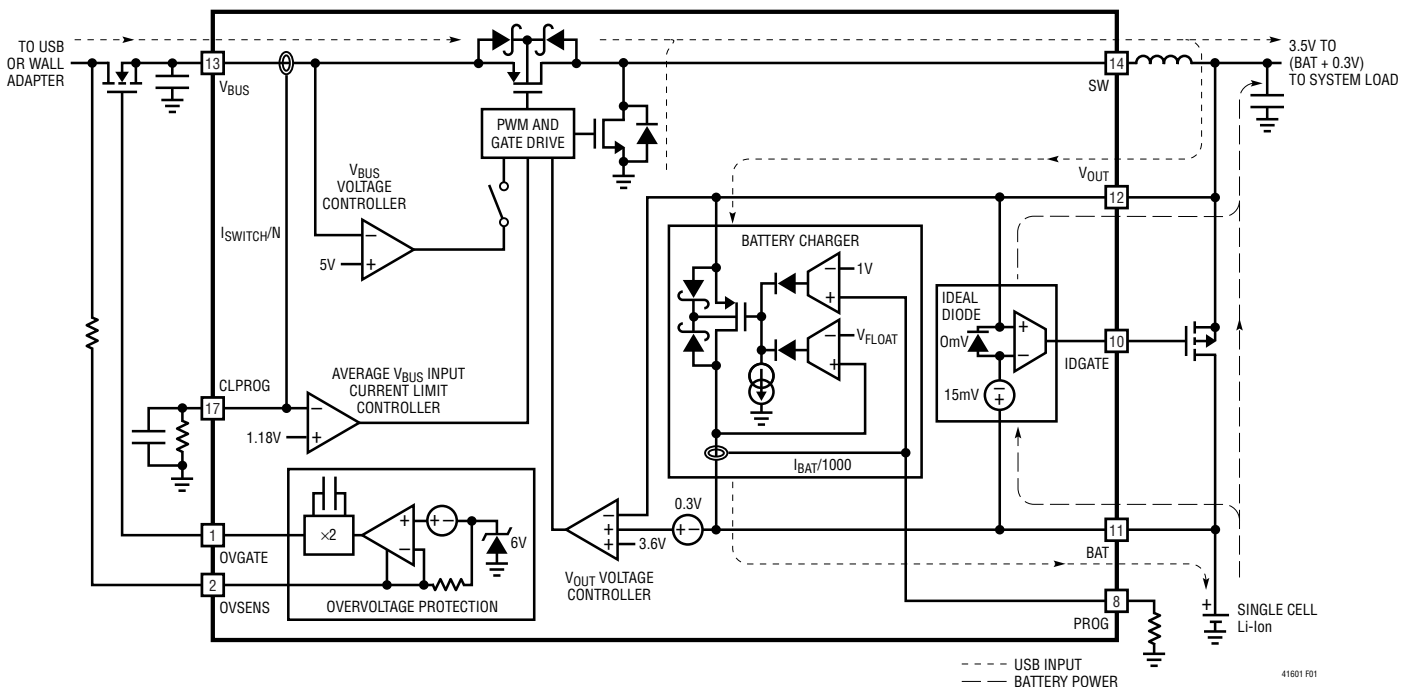 TO USB
OR WALL
ADAPTER
13
VBUS
14
SW
3.5V TO
(BAT + 0.3V)
TO SYSTEM LOAD
PWM AND
GATE DRIVE
VBUS
VOLTAGE
CONTROLLER
ISWITCH/N
5V
−
+
VOUT
12
BATTERY CHARGER
−
1V
+
−
VFLOAT
+
IBAT/1000
IDEAL
DIODE
0mV
+
−
15mV
−
+
10
IDGATE
CLPROG
17
AVERAGE VBUS INPUT
CURRENT LIMIT
CONTROLLER
−
1.18V
+
1
OVGATE
×2
+
−
+ −
6V
2
OVSENS
OVERVOLTAGE PROTECTION
0.3V
+ −
−
+
+
3.6V
VOUT VOLTAGE
CONTROLLER
11
BAT
8
PROG
+
SINGLE CELL
Li-Ion
USB INPUT
BATTERY POWER
41601 F01